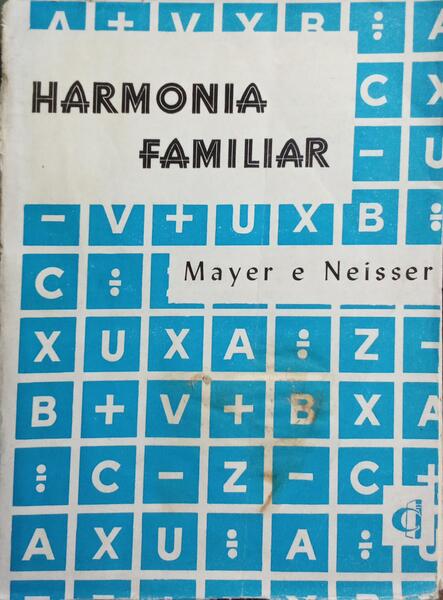 A + V X B ÷ A
HARMONIA C X
FAMILIAR - U
- V + U X B ÷
C ÷ Mayer e Neisser
X U X A ÷ Z -
B + V + B X A
÷ C - Z - C +
A X U ÷ A ÷ U